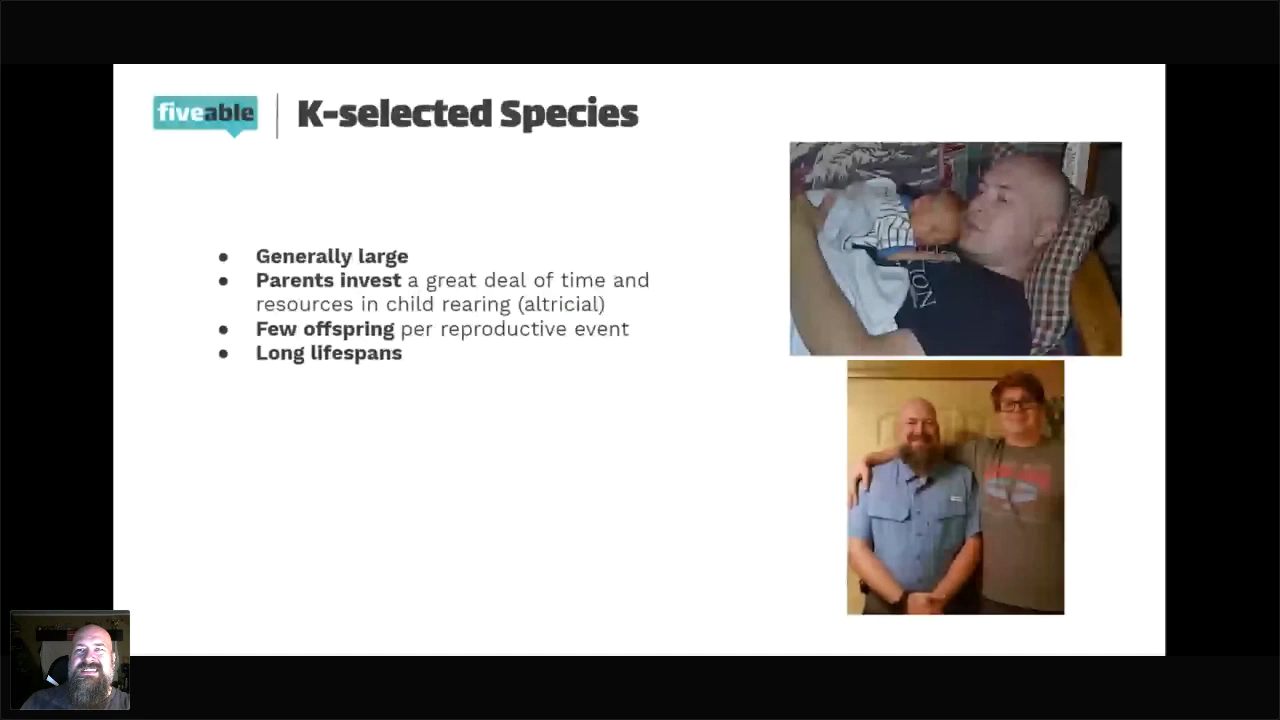 fiveable
K-selected Species
● Generally large
● Parents invest a great deal of time and
resources in child rearing (altricial)
● Few offspring per reproductive event
● Long lifespans